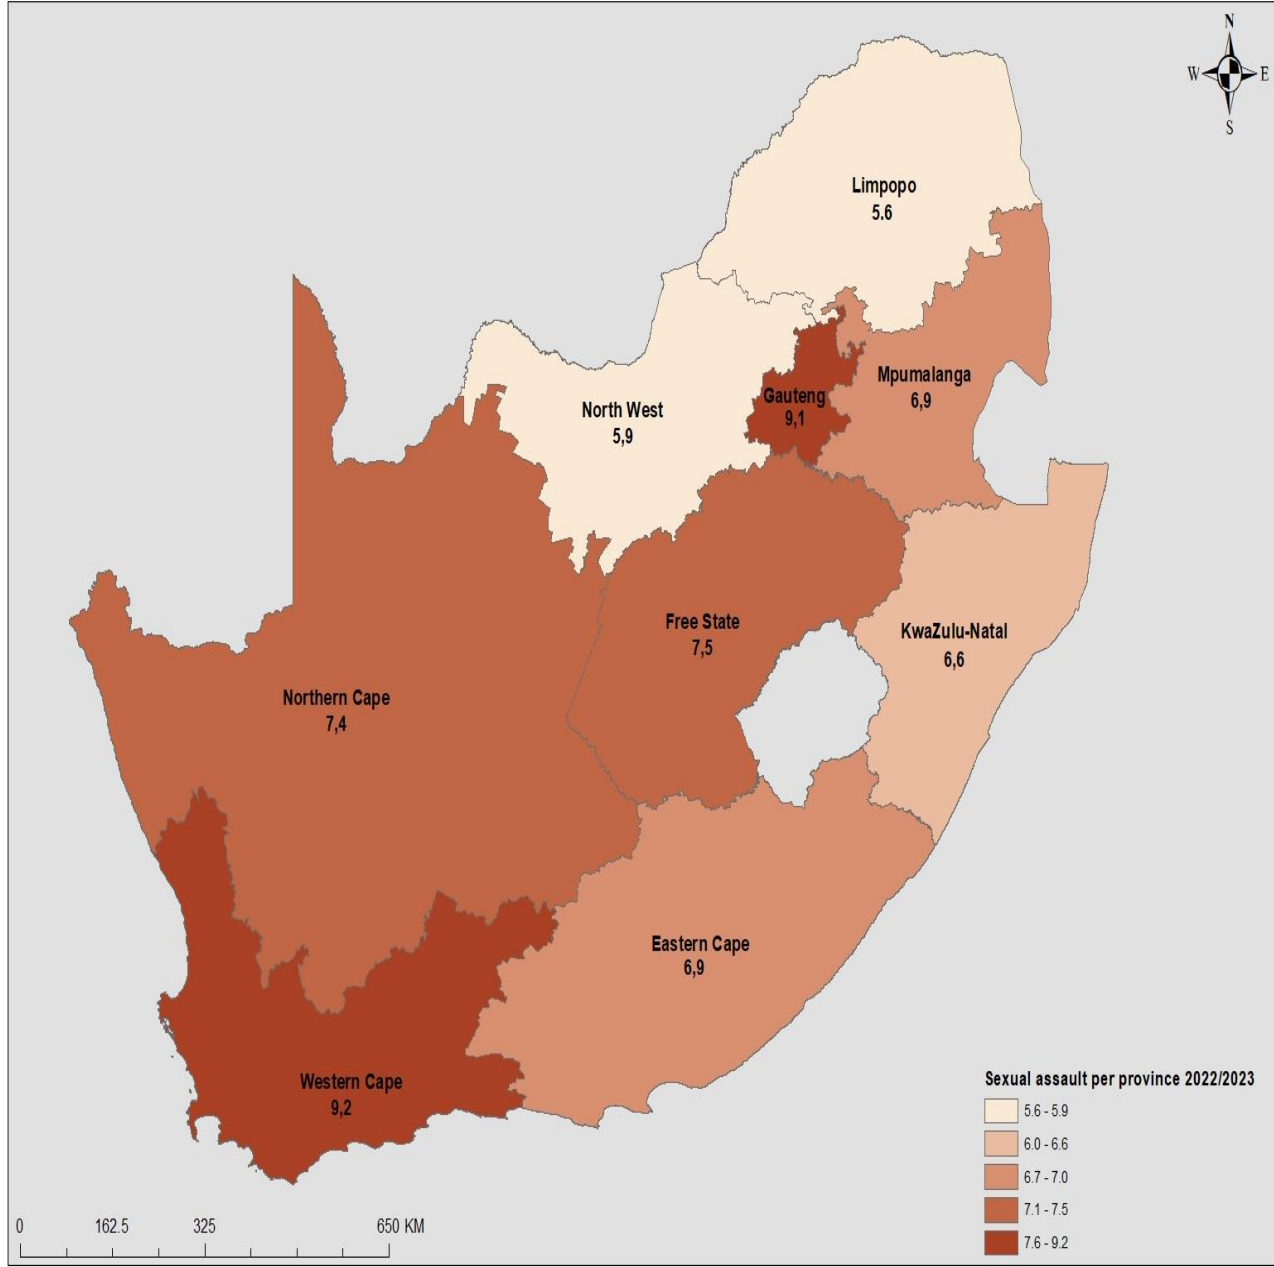 N
W E
S
Limpopo
5.6
Mpumalanga
6,9
Gauteng
9,1
North West
5,9
Free State
7,5
KwaZulu-Natal
6,6
Northern Cape
7,4
Eastern Cape
6,9
Western Cape
9,2
Sexual assault per province 2022/2023
5.6 - 5.9
6.0 - 6.6
6.7 - 7.0
7.1 - 7.5
7.6 - 9.2
0 162.5 325 650 KM